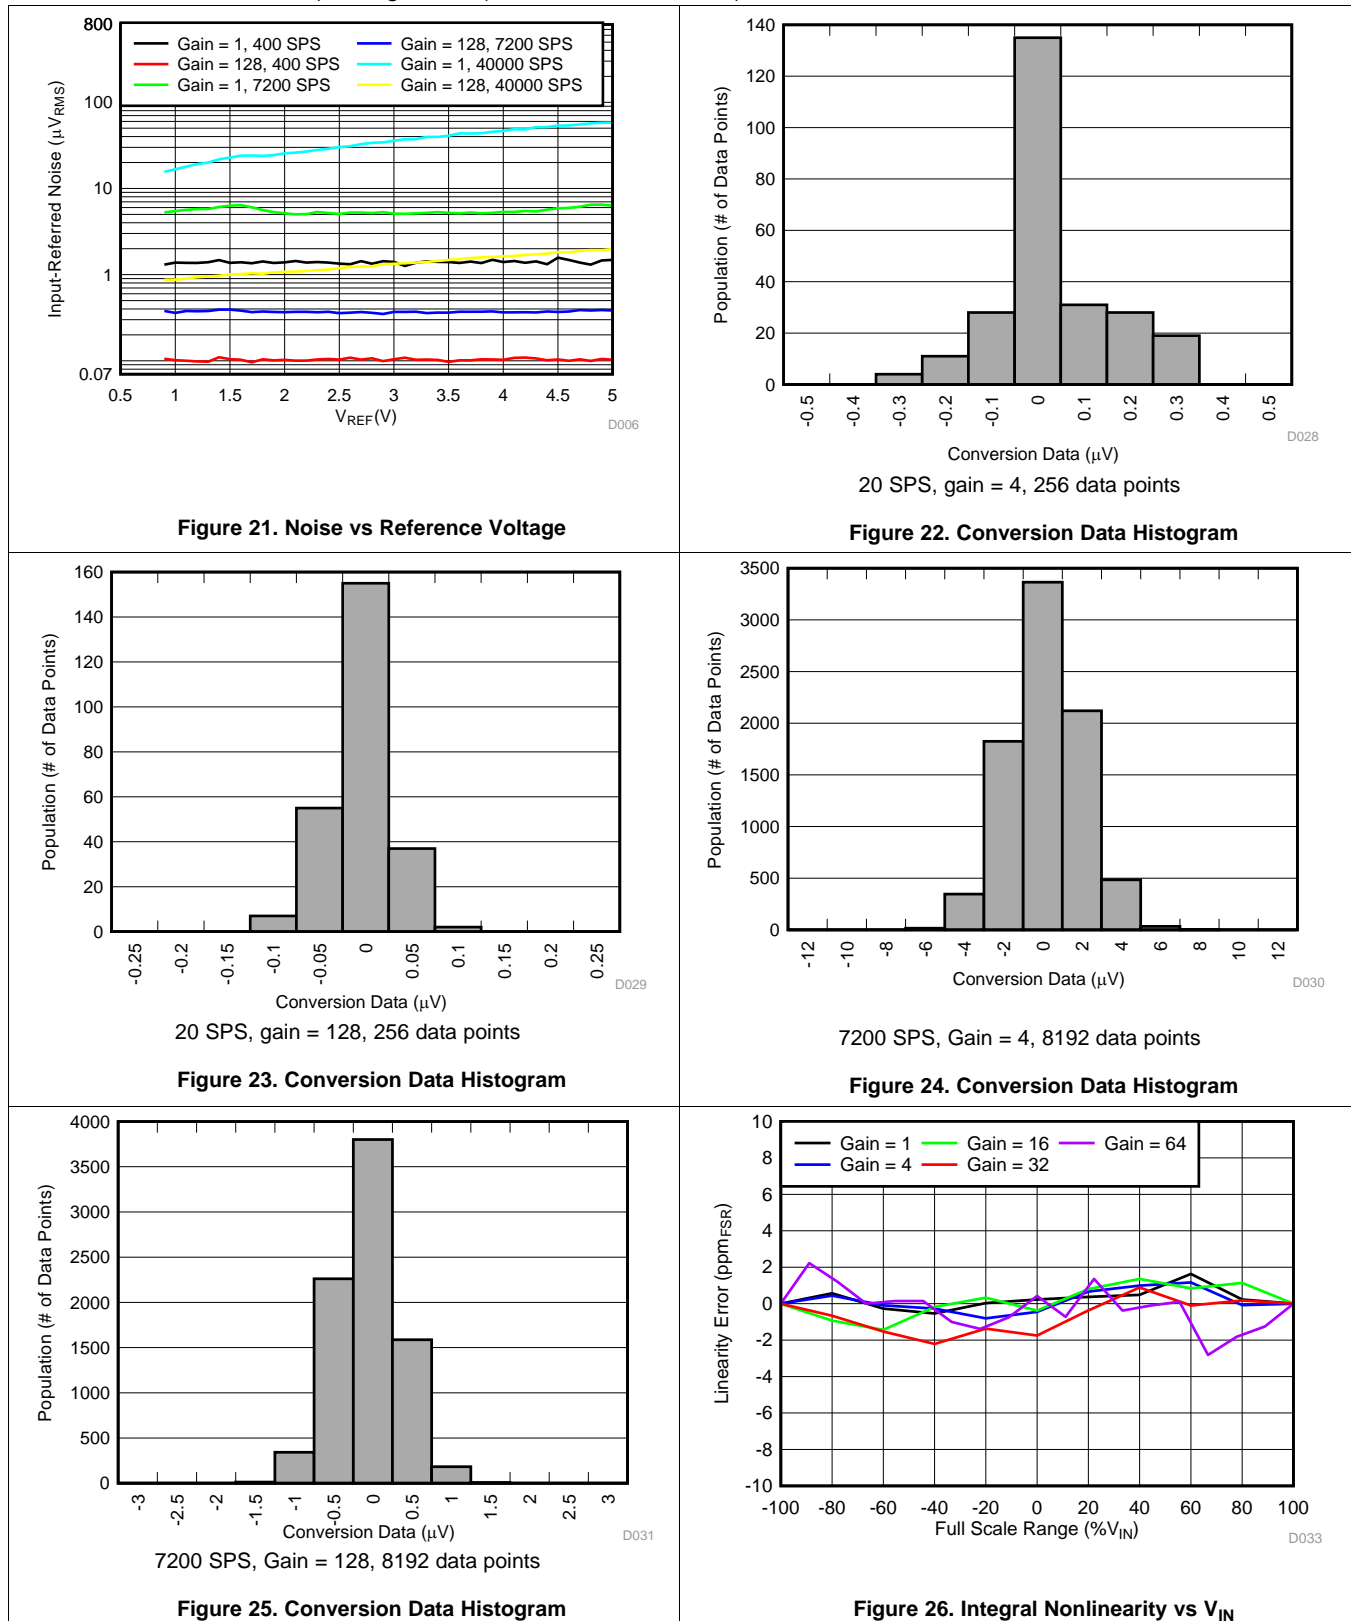 800
100
10
1
0.07
Input-Referred Noise (μVRMS)
Gain = 1, 400 SPS
Gain = 128, 400 SPS
Gain = 1, 7200 SPS
Gain = 128, 7200 SPS
Gain = 1, 40000 SPS
Gain = 128, 40000 SPS
0.5 1 1.5 2 2.5 3 3.5 4 4.5 5
VREF(V)
D006
Figure 21. Noise vs Reference Voltage
140
120
100
80
60
40
20
0
Population (# of Data Points)
-0.5 -0.4 -0.3 -0.2 -0.1 0 0.1 0.2 0.3 0.4 0.5
D028
Conversion Data (μV)
20 SPS, gain = 4, 256 data points
Figure 22. Conversion Data Histogram
160
140
120
100
80
60
40
20
0
Population (# of Data Points)
-0.25 -0.2 -0.15 -0.1 -0.05 0 0.05 0.1 0.15 0.2 0.25
D029
Conversion Data (μV)
20 SPS, gain = 128, 256 data points
Figure 23. Conversion Data Histogram
3500
3000
2500
2000
1500
1000
500
0
Population (# of Data Points)
-12 -10 -8 -6 -4 -2 0 2 4 6 8 10 12
Conversion Data (μV)
D030
7200 SPS, Gain = 4, 8192 data points
Figure 24. Conversion Data Histogram
4000
3500
3000
2500
2000
1500
1000
500
0
Population (# of Data Points)
-3 -2.5 -2 -1.5 -1 -0.5 0 0.5 1 1.5 2 2.5 3
Conversion Data (μV)
D031
7200 SPS, Gain = 128, 8192 data points
Figure 25. Conversion Data Histogram
10
8
6
4
2
0
-2
-4
-6
-8
-10
Linearity Error (ppmFSR)
Gain = 1
Gain = 4
Gain = 16
Gain = 32
Gain = 64
-100 -80 -60 -40 -20 0 20 40 60 80 100
Full Scale Range (%VIN)
D033
Figure 26. Integral Nonlinearity vs VIN